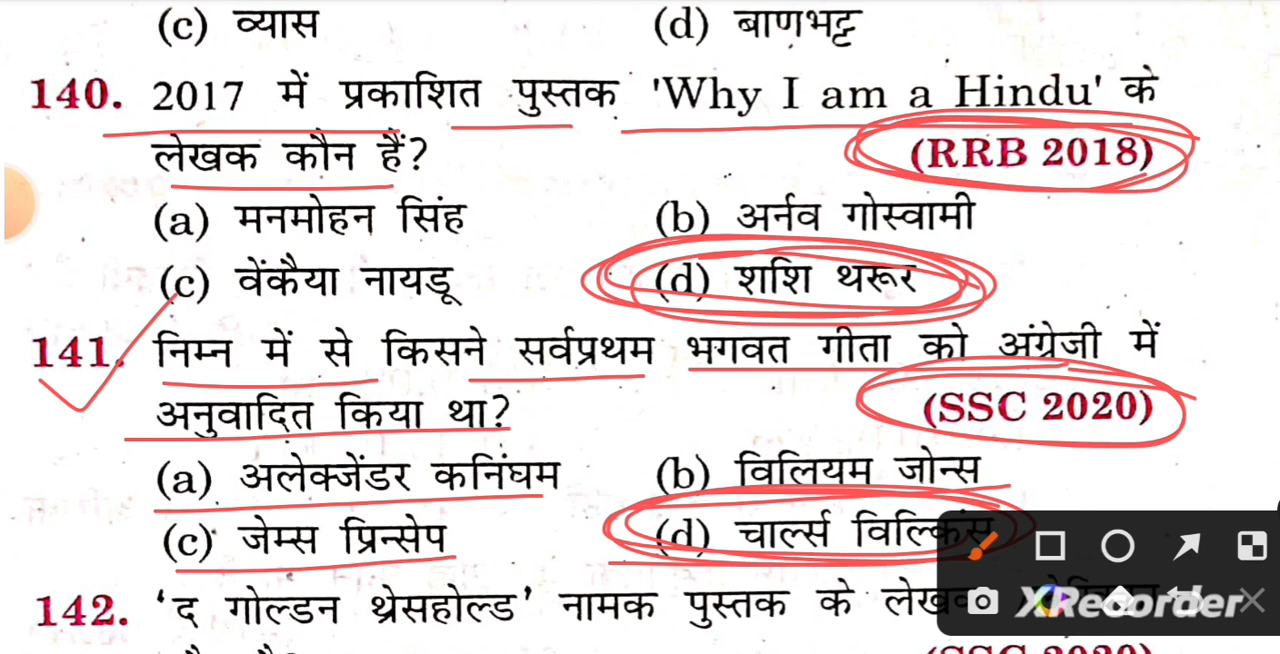 (c) व्यास (d) बाणभट्ट
140. 2017 में प्रकाशित पुस्तक 'Why I am a Hindu' के
लेखक कौन हैं? (RRB 2018)
(a) मनमोहन सिंह (b) अर्नव गोस्वामी
(c) वेंकैया नायडू (d) शशि थरूर
141. निम्न में से किसने सर्वप्रथम भगवत गीता को अंग्रेजी में
अनुवादित किया था? (SSC 2020)
(a) अलेक्जेंडर कनिंघम (b) विलियम जोन्स
(c) जेम्स प्रिन्सेप (d) चार्ल्स विल्किंस
142. 'द गोल्डन थ्रेसहोल्ड' नामक पुस्तक के
XRecorder